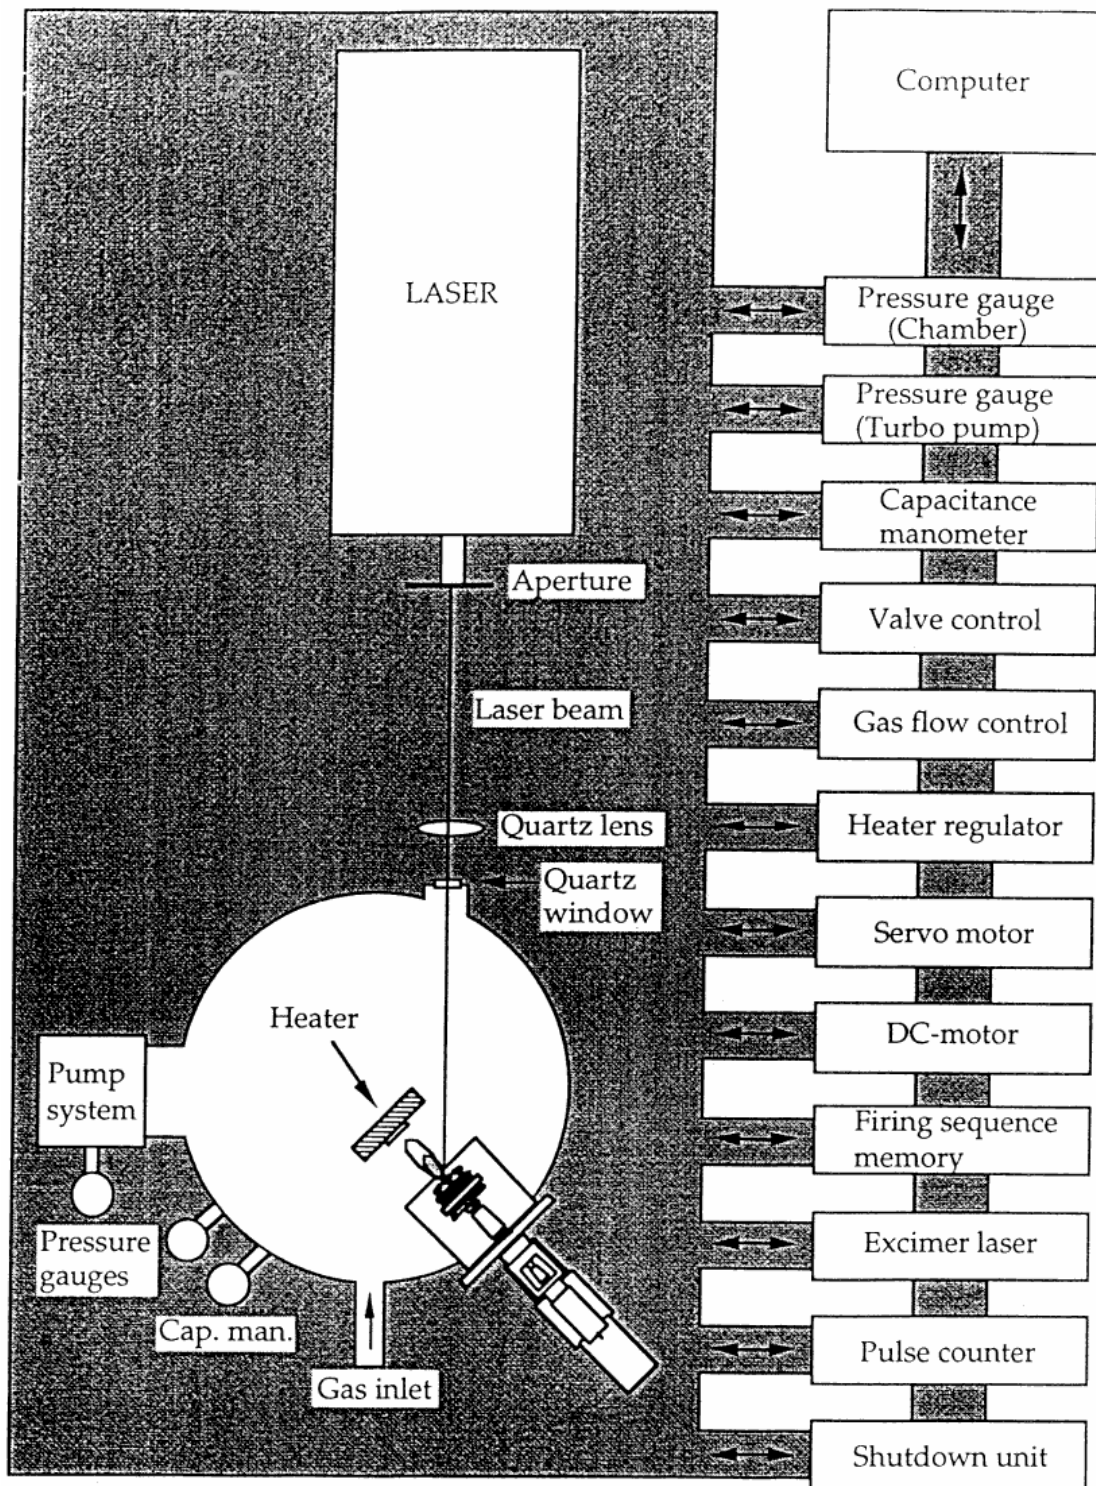 Computer
LASER
Pressure gauge
(Chamber)
Pressure gauge
(Turbo pump)
Capacitance
manometer
Aperture
Valve control
Laser beam
Gas flow control
Quartz lens
Heater regulator
Quartz
window
Servo motor
Heater
DC-motor
Pump
system
Firing sequence
memory
Pressure
gauges
Excimer laser
Cap. man.
Pulse counter
Gas inlet
Shutdown unit